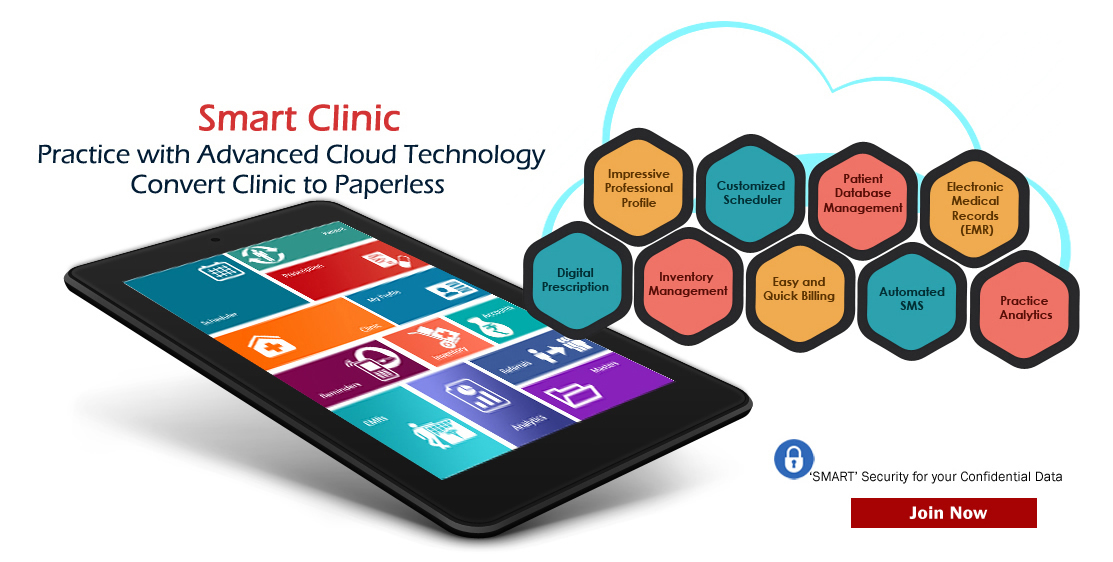 Smart Clinic
Practice with Advanced Cloud Technology
Convert Clinic to Paperless
Impressive
Professional
Profile
Customized
Scheduler
Patient
Database
Management
Electronic
Medical
Records
(EMR)
Digital
Prescription
Inventory
Management
Easy and
Quick Billing
Automated
SMS
Practice
Analytics
Scheduler
Prescription
My Profile
Clinic
Accounts
Inventory
Reminders
Referrals
Masters
EMRs
Analytics
'SMART' Security for your Confidential Data
Join Now